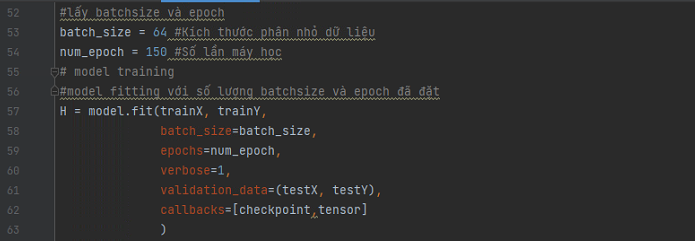 52 #lấy batchsize và epoch
53 batch_size = 64 #Kích thước phân nhỏ dữ liệu
54 num_epoch = 150 #Số lần máy học
55 # model training
56 #model fitting với số lượng batchsize và epoch đã đặt
57 H = model.fit(trainX, trainY,
58 batch_size=batch_size,
59 epochs=num_epoch,
60 verbose=1,
61 validation_data=(testX, testY),
62 callbacks=[checkpoint,tensor]
63 )